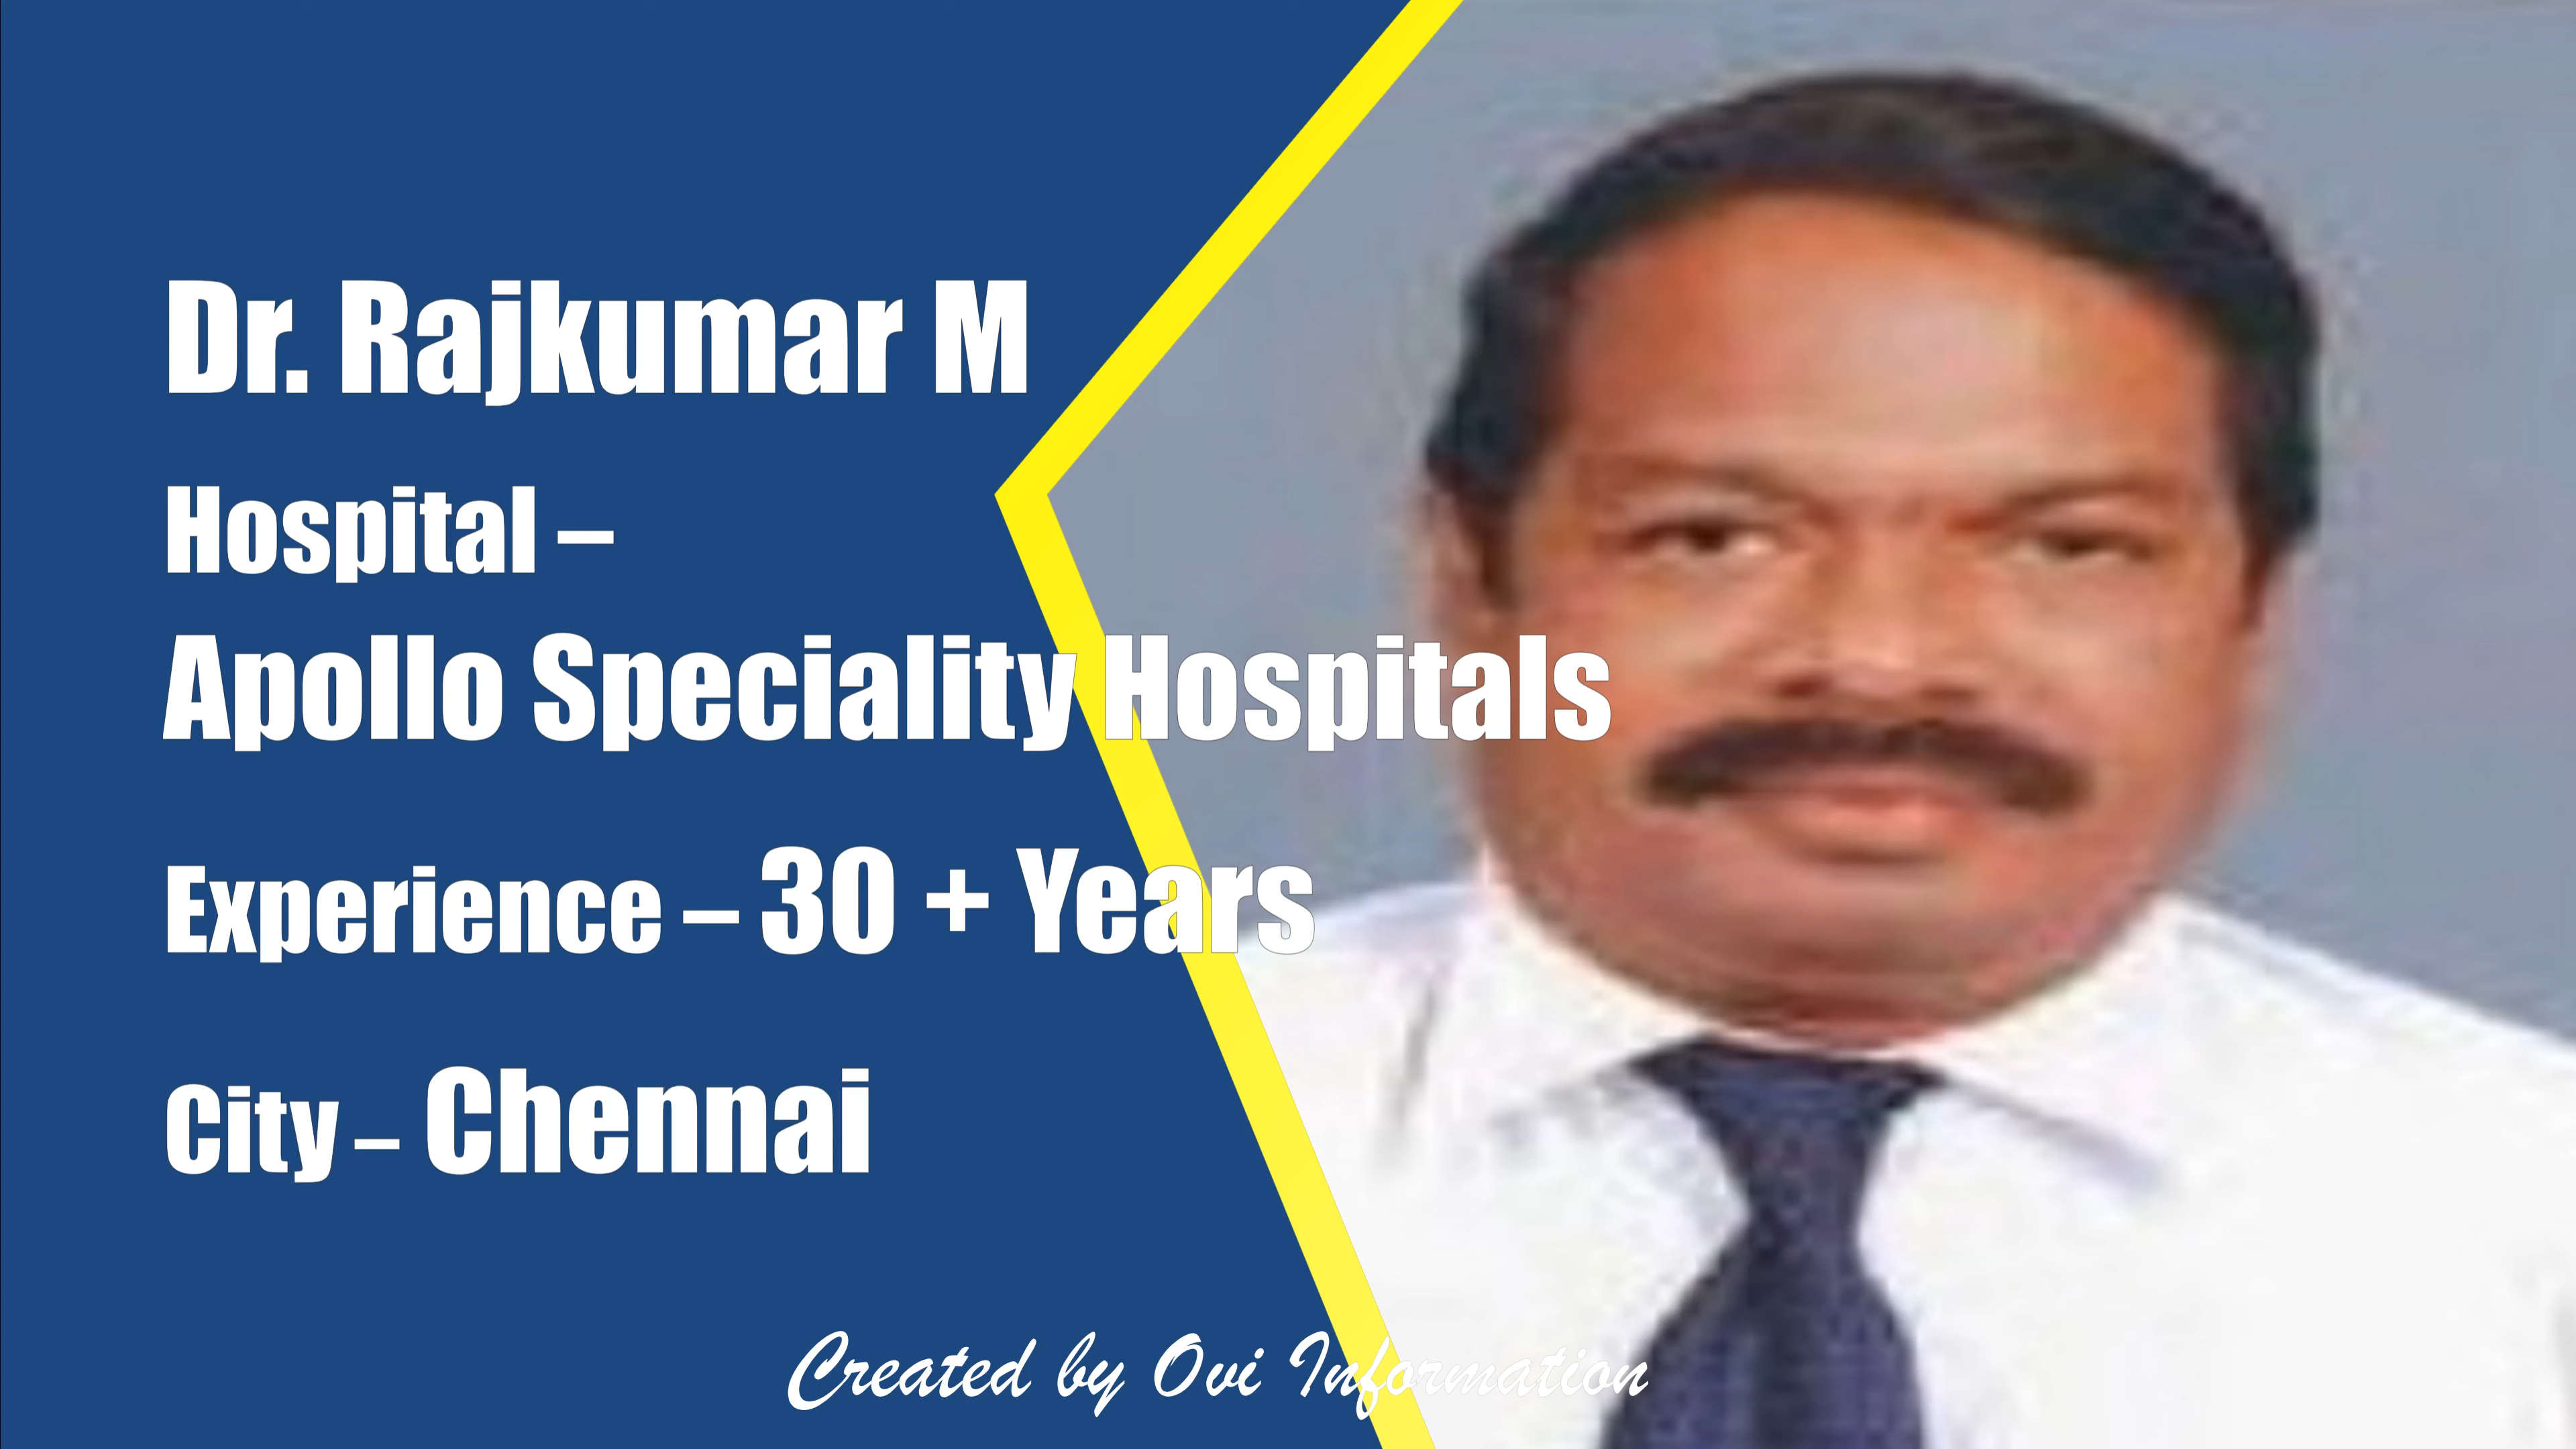 Dr. Rajkumar M
Hospital –
Apollo Speciality Hospitals
Experience – 30 + Years
City – Chennai
Created by Ovi Information